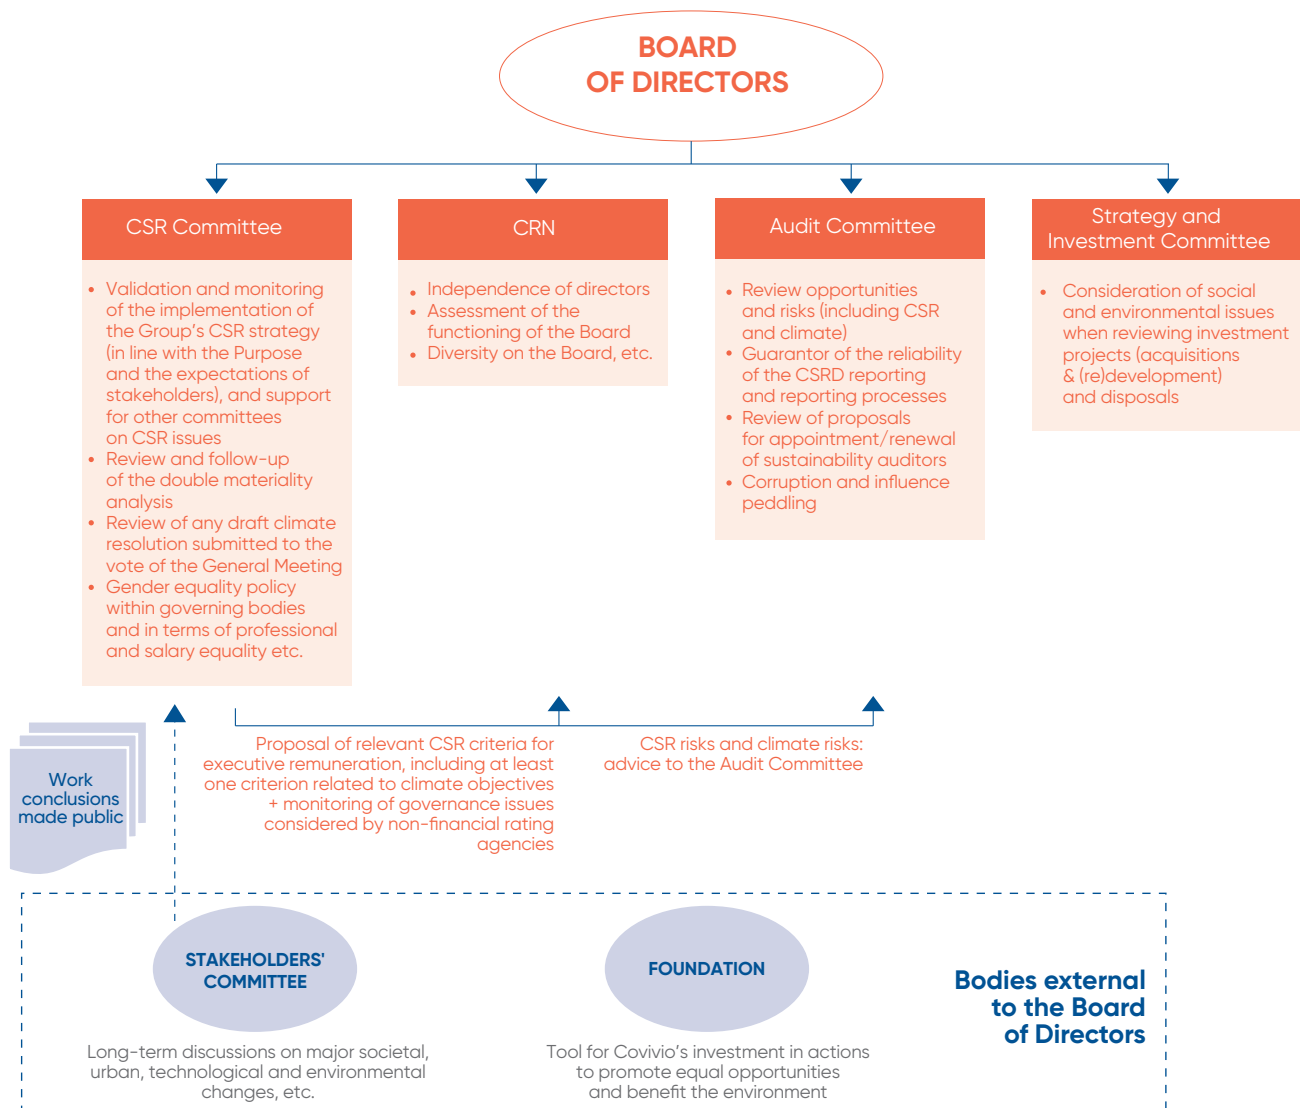 BOARD
OF DIRECTORS
CSR Committee
• Validation and monitoring
of the implementation of
the Group's CSR strategy
(in line with the Purpose
and the expectations of
stakeholders), and support
for other committees
on CSR issues
• Review and follow-up
of the double materiality
analysis
• Review of any draft climate
resolution submitted to the
vote of the General Meeting
• Gender equality policy
within governing bodies
and in terms of professional
and salary equality etc.
CRN
• Independence of directors
• Assessment of the
functioning of the Board
• Diversity on the Board, etc.
Audit Committee
• Review opportunities
and risks (including CSR
and climate)
• Guarantor of the reliability
of the CSRD reporting
and reporting processes
• Review of proposals
for appointment/renewal
of sustainability auditors
• Corruption and influence
peddling
Strategy and
Investment Committee
• Consideration of social
and environmental issues
when reviewing investment
projects (acquisitions
& (re)development)
and disposals
Work
conclusions
made public
Proposal of relevant CSR criteria for
executive remuneration, including at least
one criterion related to climate objectives
+ monitoring of governance issues
considered by non-financial rating
agencies
CSR risks and climate risks:
advice to the Audit Committee
STAKEHOLDERS'
COMMITTEE
Long-term discussions on major societal,
urban, technological and environmental
changes, etc.
FOUNDATION
Tool for Covivio's investment in actions
to promote equal opportunities
and benefit the environment
Bodies external
to the Board
of Directors